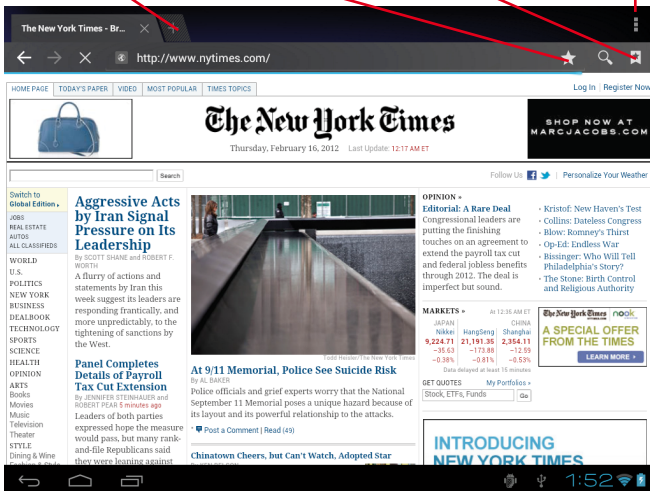 The New York Times - Br...
http://www.nytimes.com/
HOME PAGE
TODAY'S PAPER
VIDEO
MOST POPULAR
TIMES TOPICS
Log In
Register Now
The New York Times
Thursday, February 16, 2012 Last Update: 12:17 AM ET
SHOP NOW AT
MARCJACOBS.COM
Search
Follow Us
Personalize Your Weather
Switch to
Global Edition
JOBS
REAL ESTATE
AUTOS
ALL CLASSIFIEDS
WORLD
U.S.
POLITICS
NEW YORK
BUSINESS
DEALBOOK
TECHNOLOGY
SPORTS
SCIENCE
HEALTH
OPINION
ARTS
Books
Movies
Music
Television
Theater
STYLE
Dining & Wine
Fashion & Style
Aggressive Acts
by Iran Signal
Pressure on Its
Leadership
By SCOTT SHANE and ROBERT F.
WORTH
A flurry of actions and
statements by Iran this
week suggest its leaders are
responding frantically, and
more unpredictably, to the
tightening of sanctions by
the West.
Panel Completes
Details of Payroll
Tax Cut Extension
By JENNIFER STEINHAUER and
ROBERT PEAR 5 minutes ago
Leaders of both parties
expressed hope the measure
would pass, but many rank-
and-file Republicans said
they were leaning against
Todd Heisler/The New York Times
At 9/11 Memorial, Police See Suicide Risk
By AL BAKER
Police officials and grief experts worry that the National
September 11 Memorial poses a unique hazard because of
its layout and its powerful relationship to the attacks.
Post a Comment | Read (49)
Chinatown Cheers, but Can't Watch, Adopted Star
OPINION »
Editorial: A Rare Deal
Congressional leaders are
putting the finishing
touches on an agreement to
extend the payroll tax cut
and federal jobless benefits
through 2012. The deal is
imperfect but sound.
• Kristof: New Haven's Test
• Collins: Dateless Congress
• Blow: Romney's Thirst
• Op-Ed: Endless War
• Bissinger: Who Will Tell
Philadelphia's Story?
• The Stone: Birth Control
and Religious Authority
MARKETS » At 12:35 AM ET
JAPAN CHINA
Nikkei HangSeng Shanghai
9,224.71 21,191.35 2,354.11
−35.63 −173.88 −12.59
−0.38% −0.81% −0.53%
Data delayed at least 15 minutes
GET QUOTES My Portfolios »
Stock, ETFs, Funds Go
The New York Times nook
A SPECIAL OFFER
FROM THE TIMES
LEARN MORE ›
INTRODUCING
NEW YORK TIMES
1:52